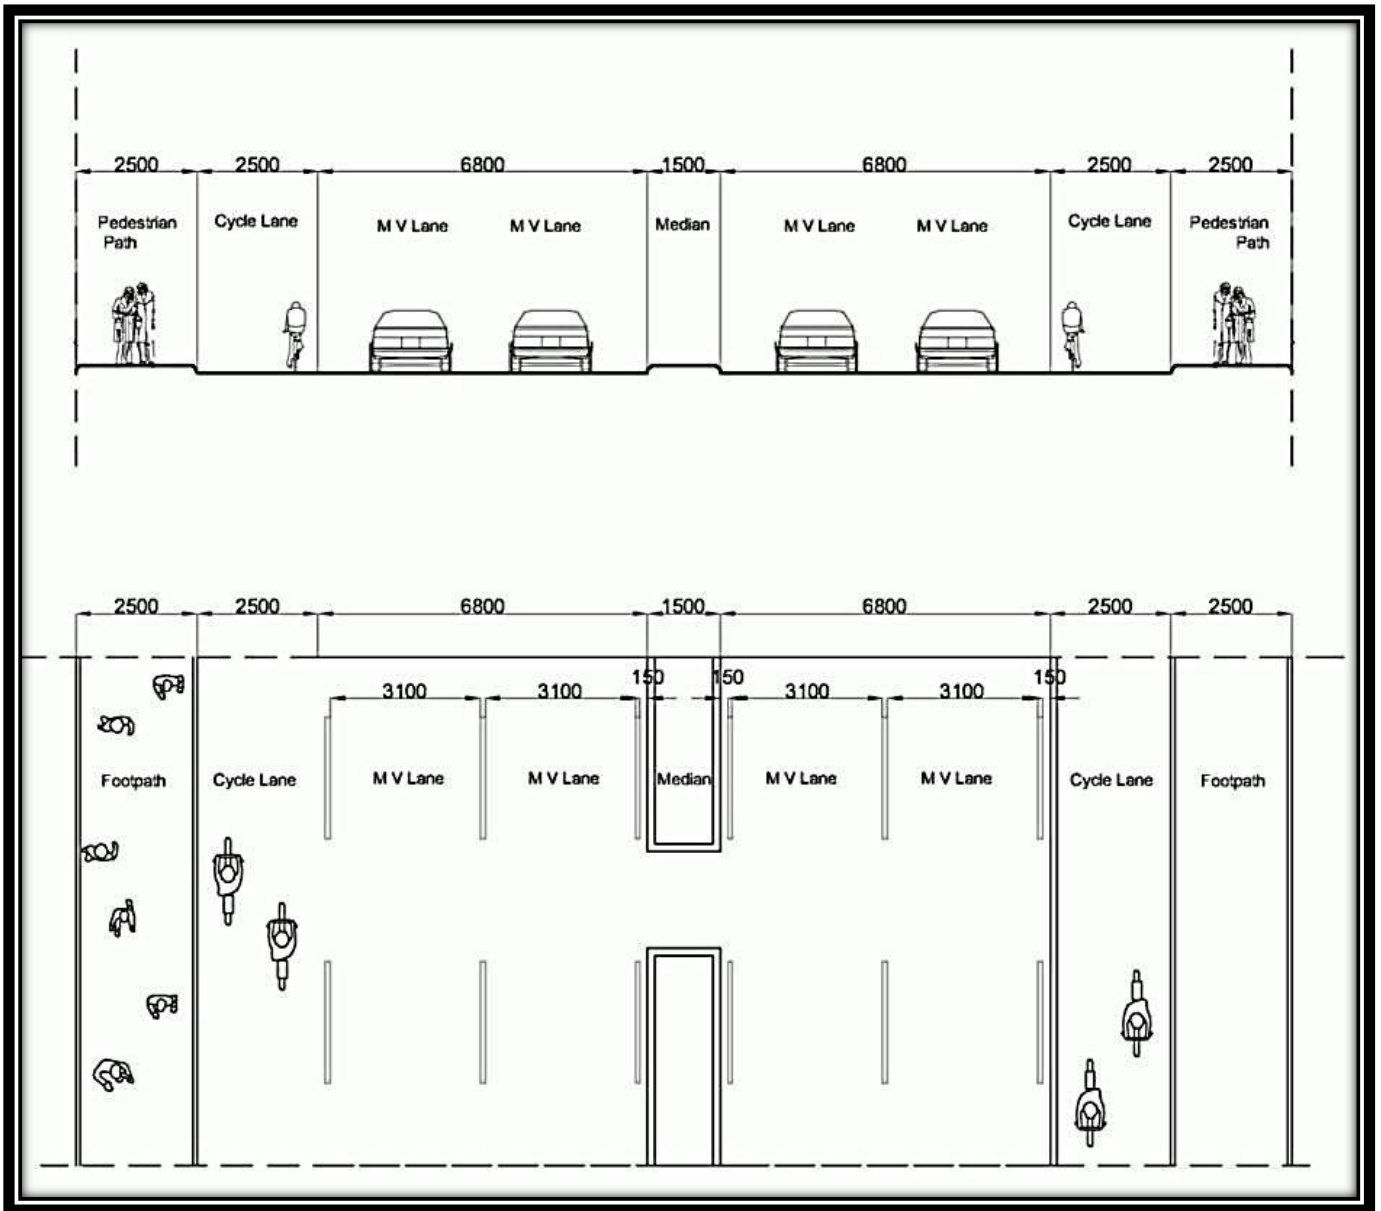 2500 2500 6800 1500 6800 2500 2500
Pedestrian Path
Cycle Lane
M V Lane
M V Lane
Median
M V Lane
M V Lane
Cycle Lane
Pedestrian Path
2500 2500 6800 1500 6800 2500 2500
150 150 150
3100 3100 3100 3100
Footpath Cycle Lane M V Lane M V Lane Median M V Lane M V Lane Cycle Lane Footpath